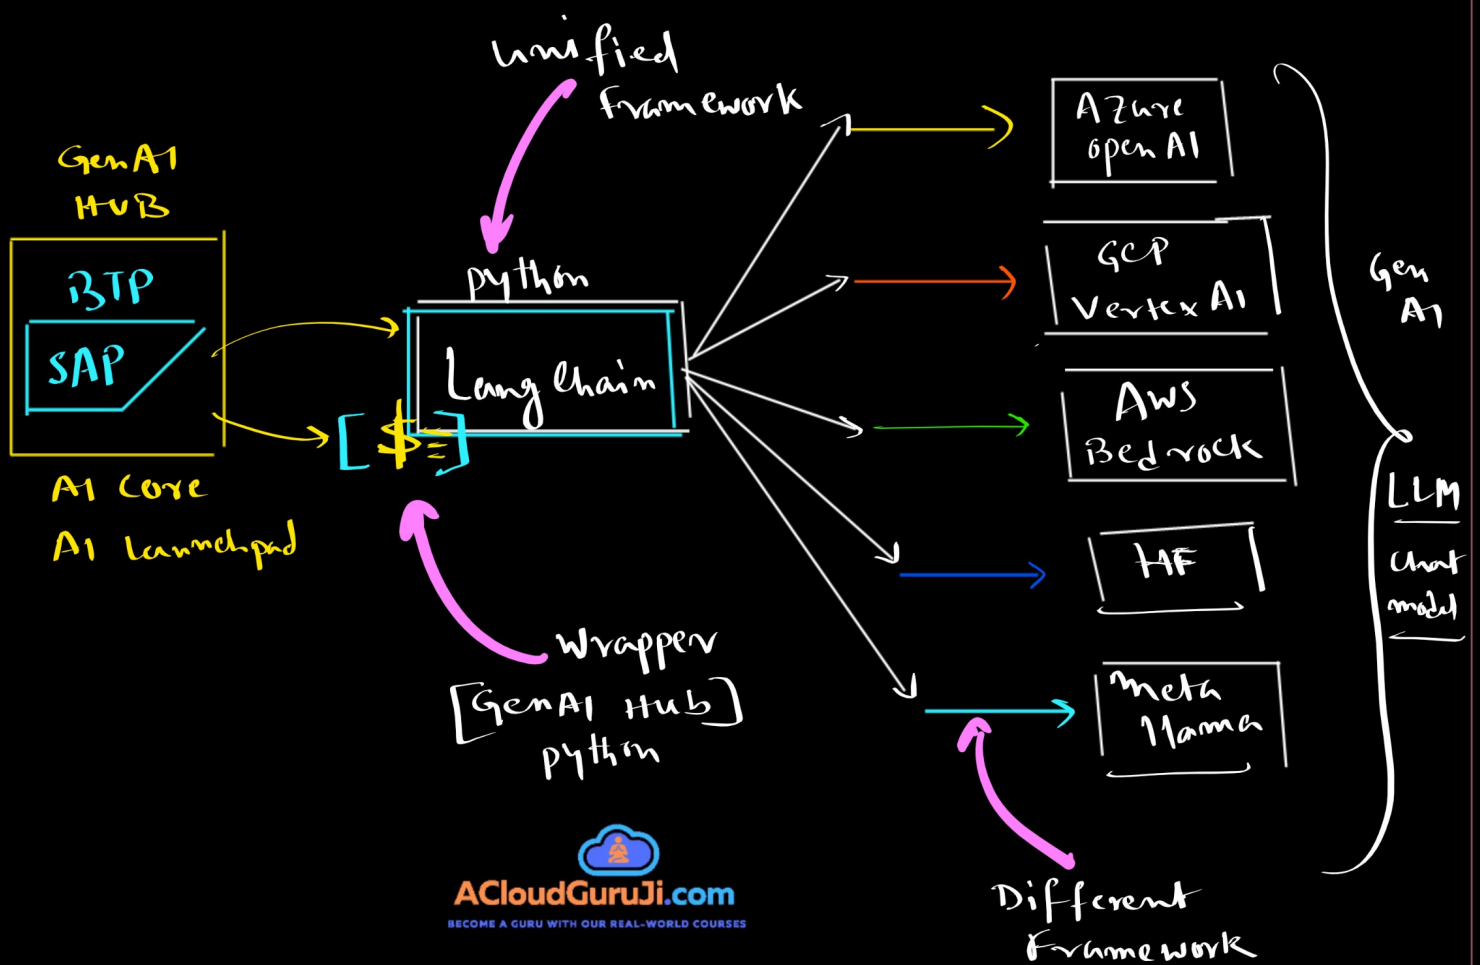 unified
framework
GenAI
HUB
BTP
SAP
AI Core
AI Launchpad
python
LangChain
[$]
Wrapper
[GenAI Hub]
python
Azure
open AI
GCP
Vertex AI
AWS
Bedrock
HF
Meta
llama
Gen
AI
LLM
Chat
model
Different
Framework
ACloudGuruJi.com
BECOME A GURU WITH OUR REAL-WORLD COURSES